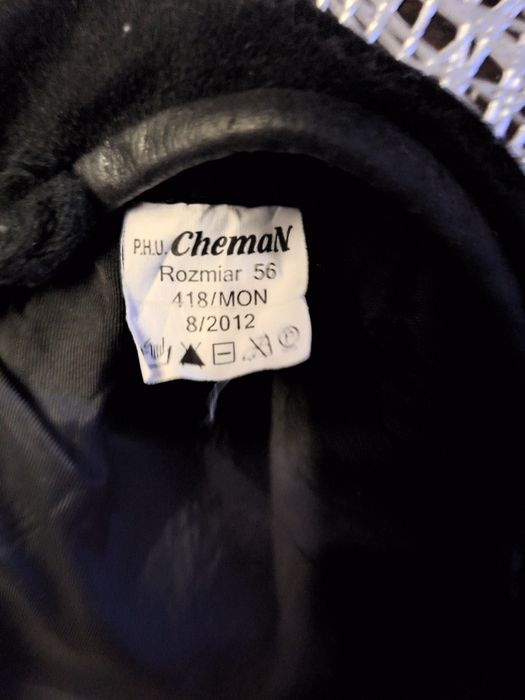 P.H.U. ChemaN
Rozmiar 56
418/MON
8/2012